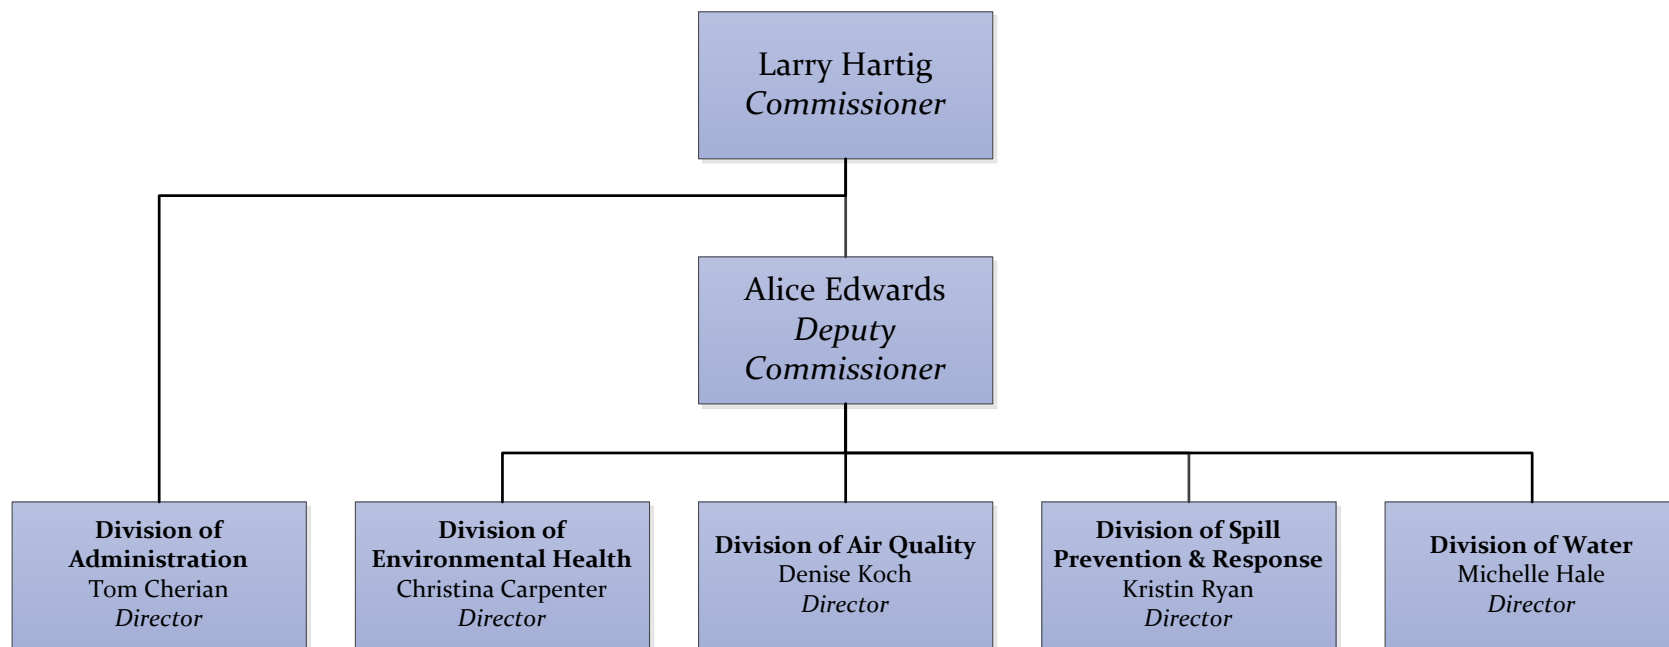 Larry Hartig
Commissioner
Alice Edwards
Deputy
Commissioner
Division of
Administration
Tom Cherian
Director
Division of
Environmental Health
Christina Carpenter
Director
Division of Air Quality
Denise Koch
Director
Division of Spill
Prevention & Response
Kristin Ryan
Director
Division of Water
Michelle Hale
Director